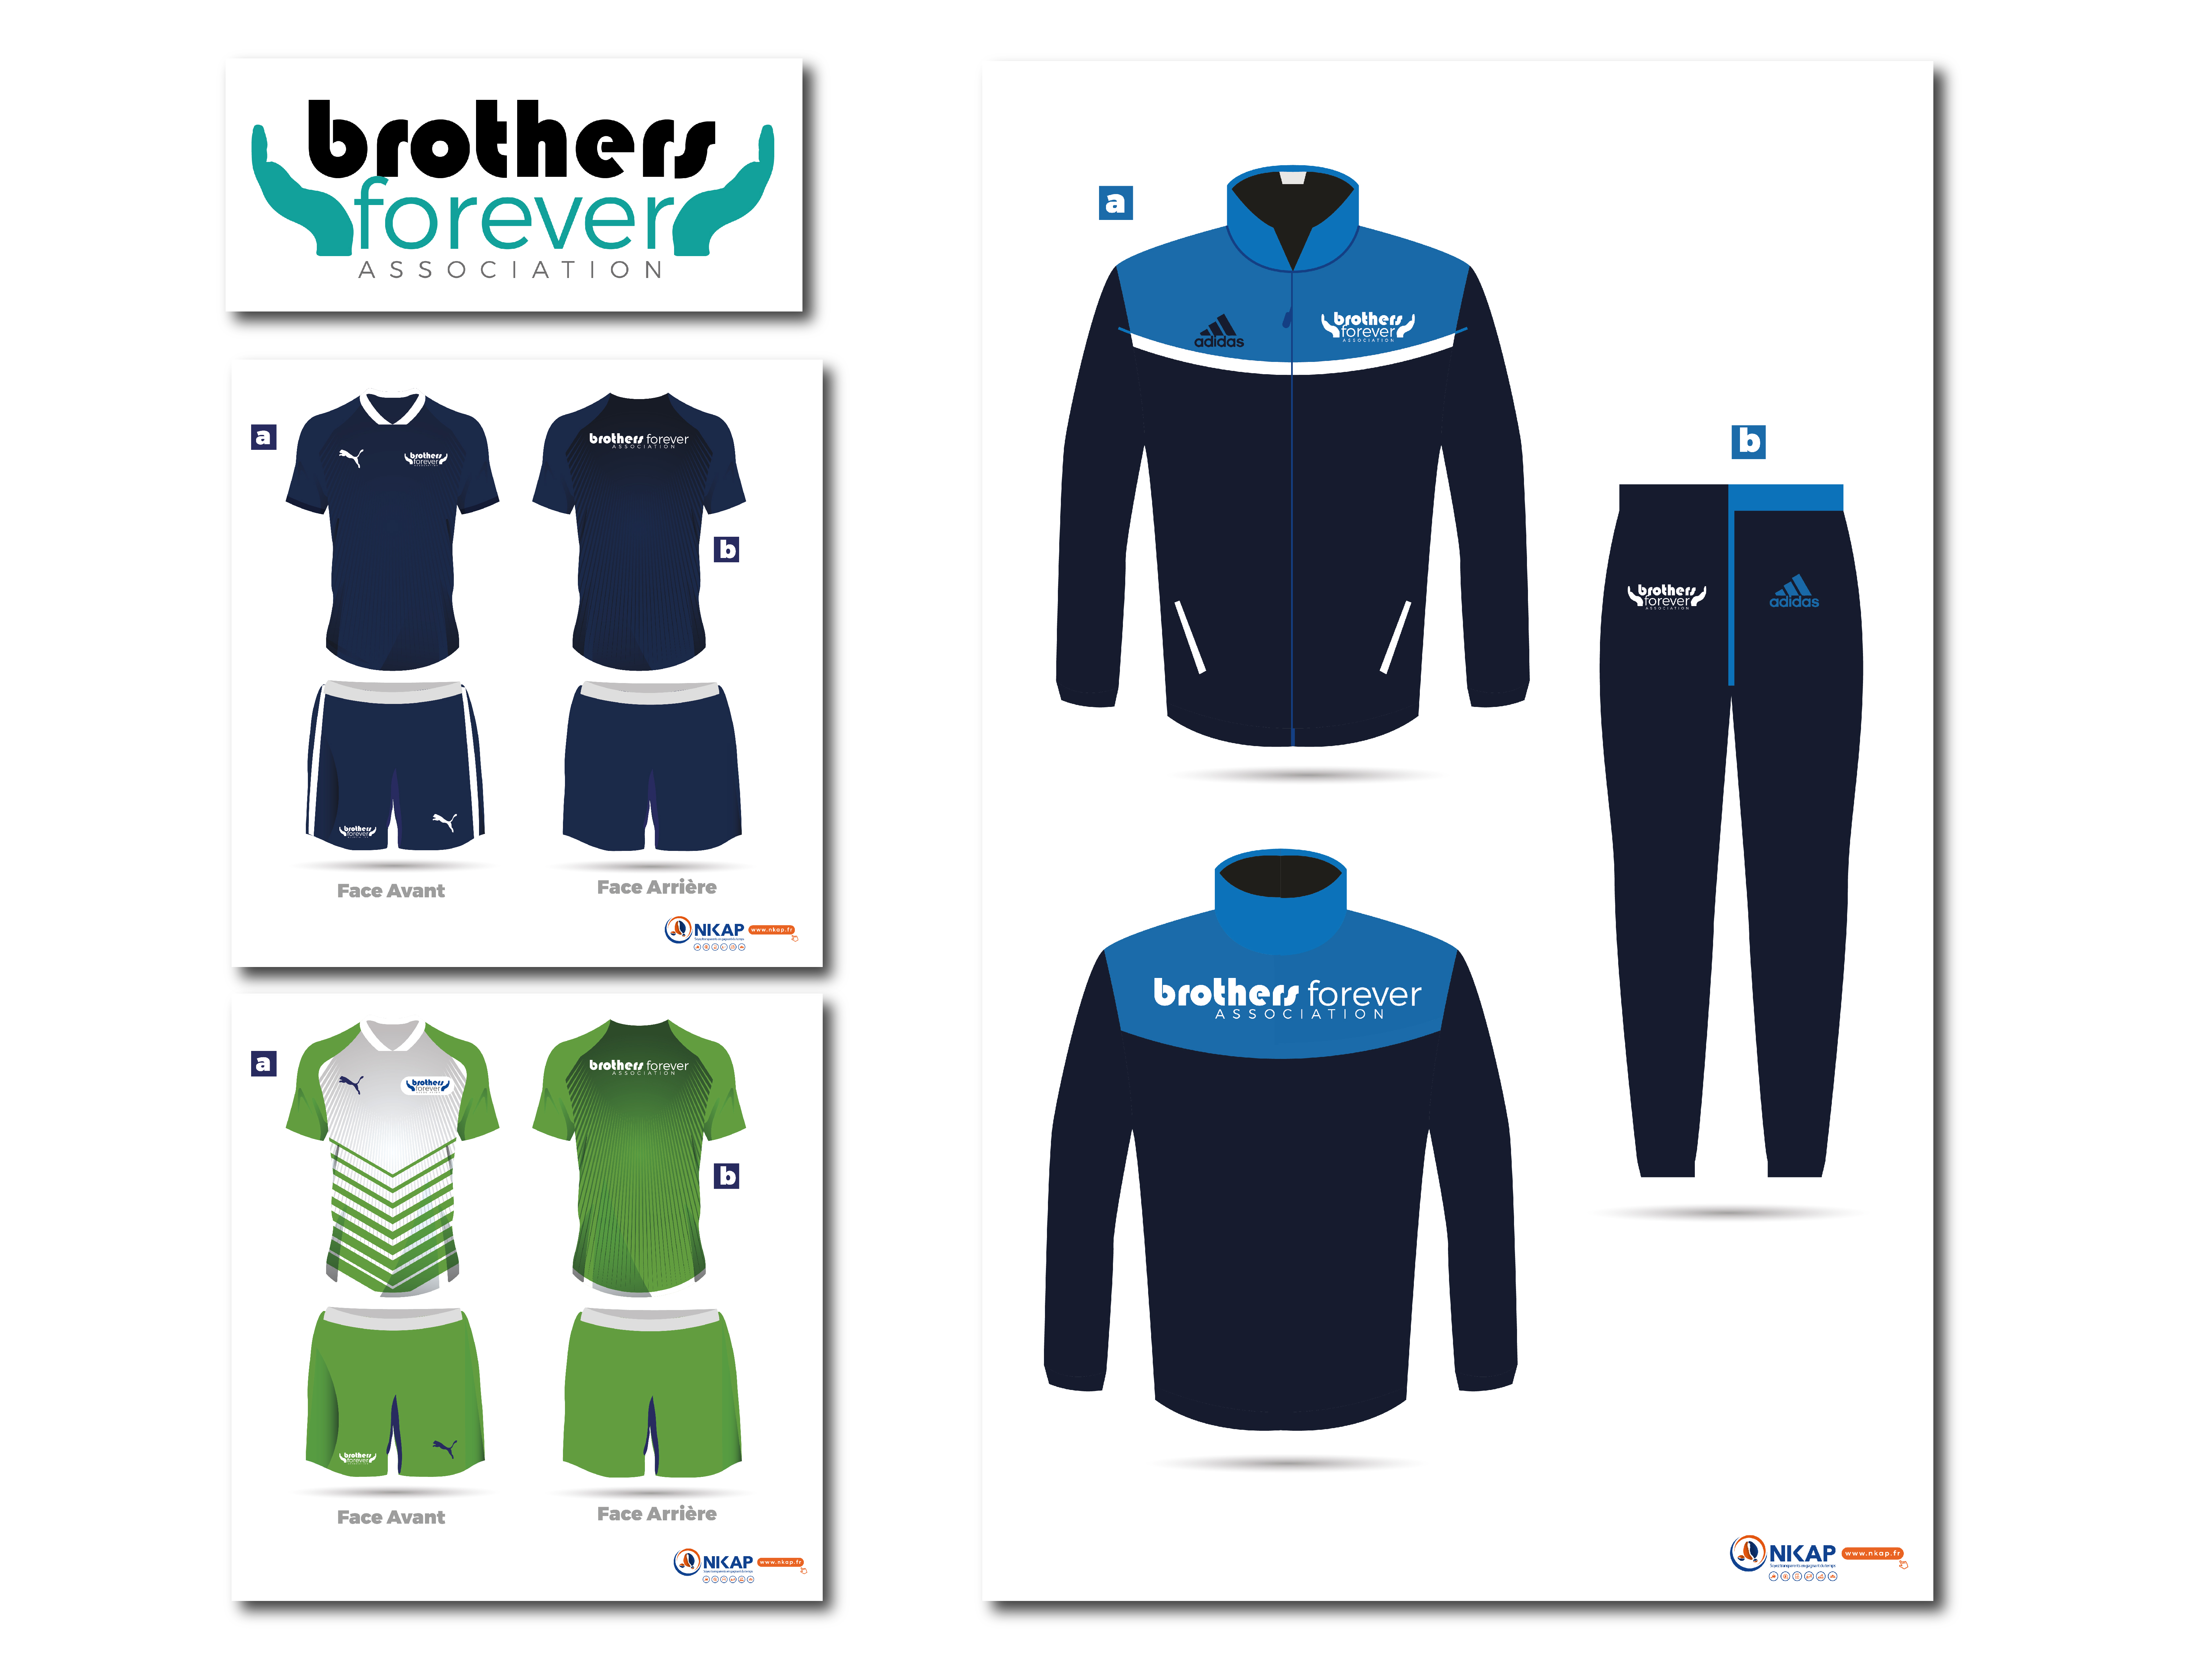 brothers
forever
ASSOCIATION
a
brothers
forever
brothers forever
ASSOCIATION
b
brothers
forever
Face Avant
Face Arrière
NKAP
www.nkap.fr
a
brothers
forever
brothers forever
ASSOCIATION
b
brothers
forever
Face Avant
Face Arrière
NKAP
www.nkap.fr
a
adidas
brothers
forever
ASSOCIATION
b
brothers
forever
ASSOCIATION
adidas
brothers forever
ASSOCIATION
NKAP
www.nkap.fr